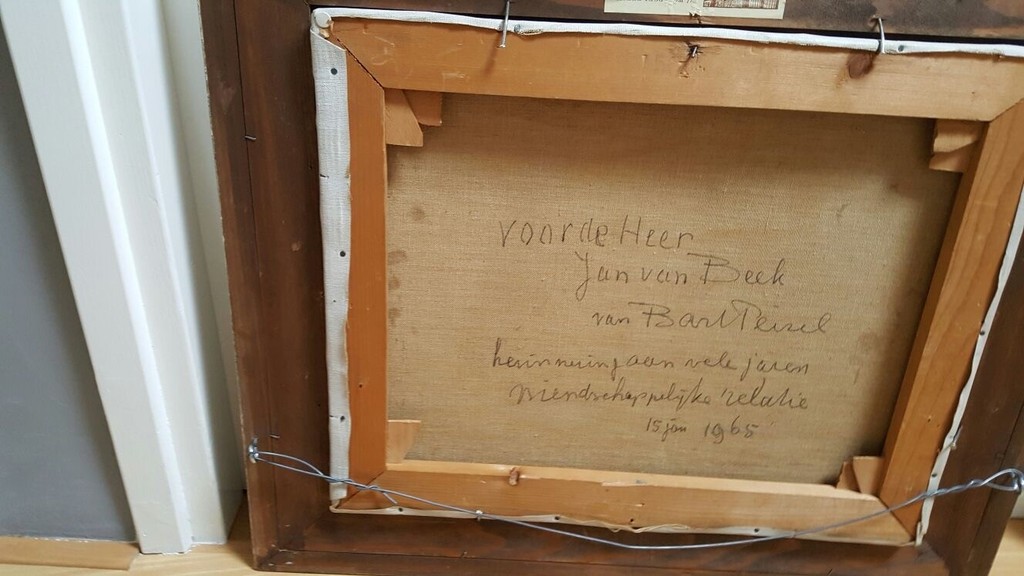 voor de Heer
Jan van Beek
van Bart Peizel
herinnering aan vele jaren
vriendschappelijke relatie
15 jan 1965